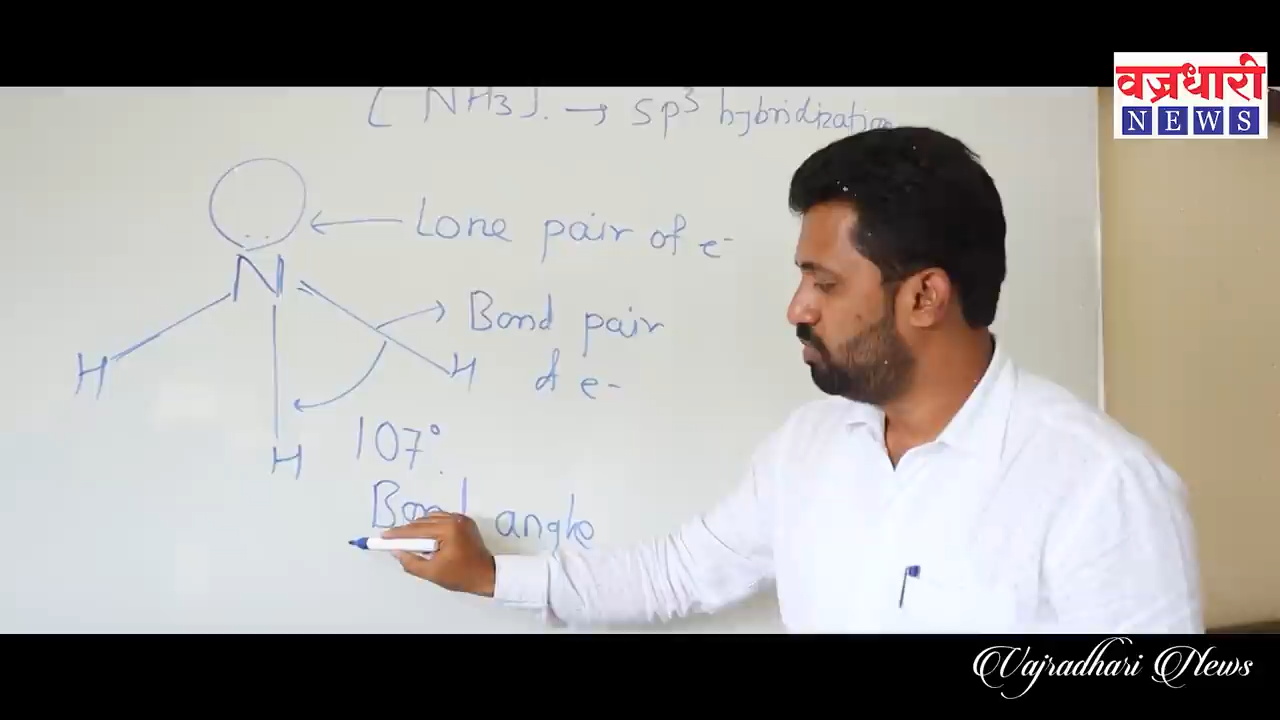 वज्रधारी
NEWS
[NH3]. → sp³ hybridization
Lone pair of e-
N
Bond pair
of e-
H
H
H
107°.
Bond angle
Vajradhari News